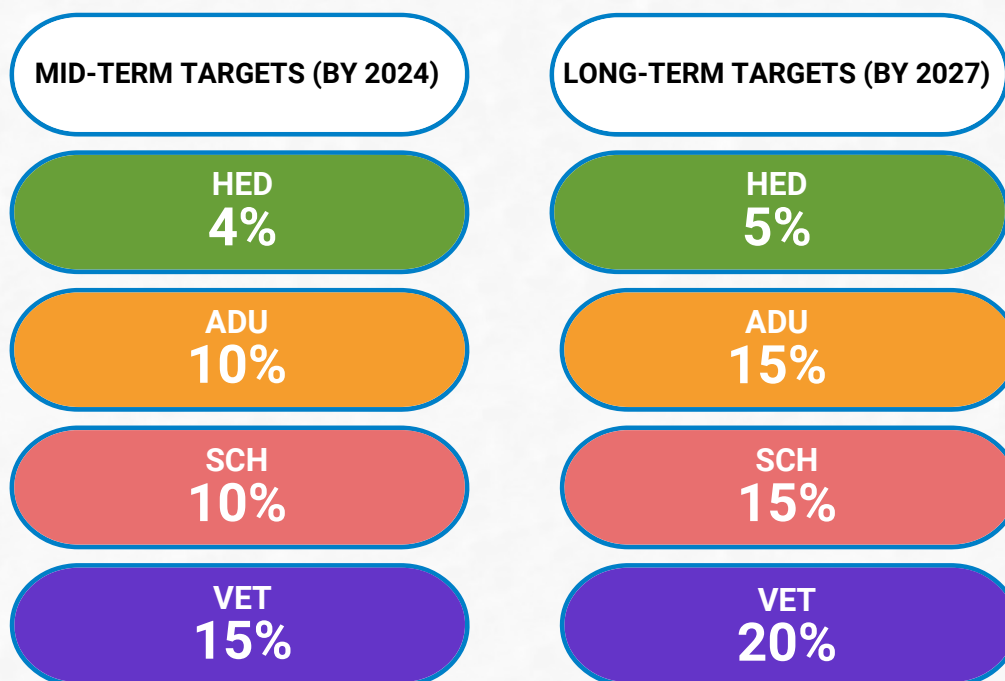 MID-TERM TARGETS (BY 2024)
HED
4%
ADU
10%
SCH
10%
VET
15%
LONG-TERM TARGETS (BY 2027)
HED
5%
ADU
15%
SCH
15%
VET
20%